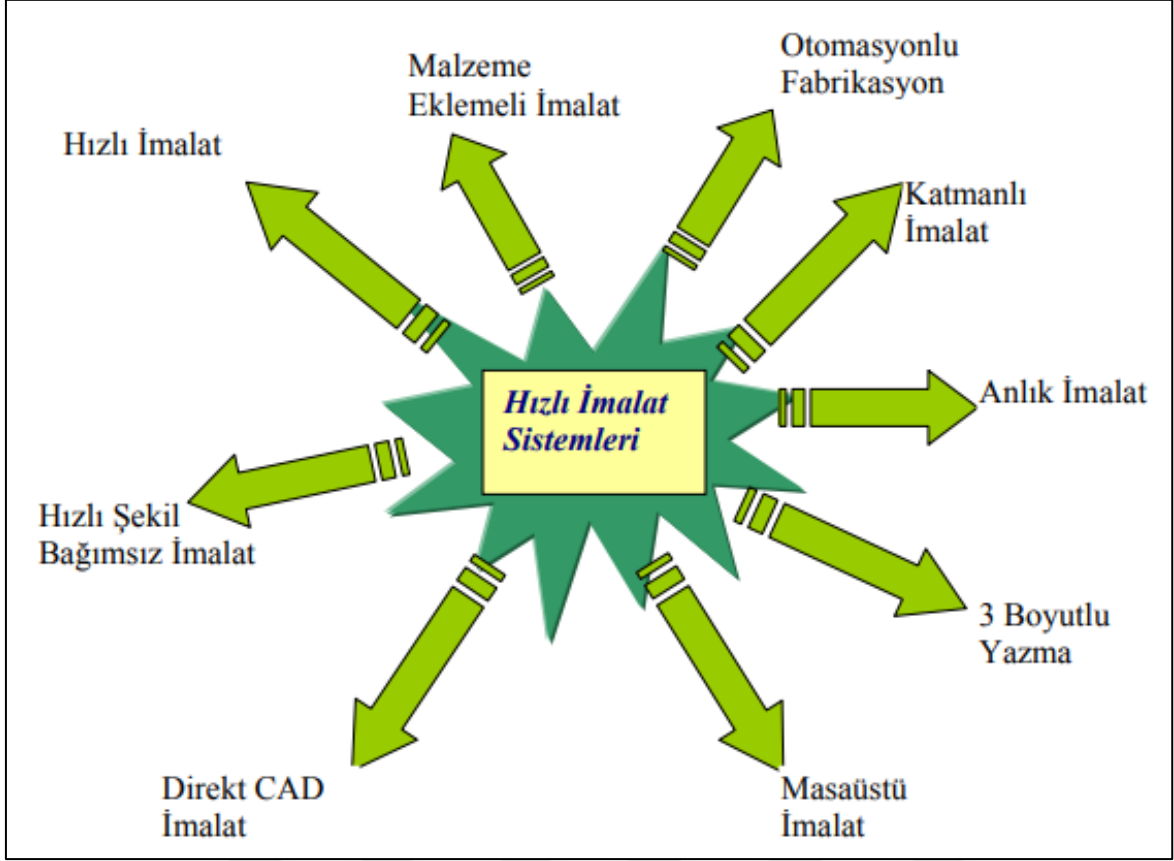 Otomasyonlu
Fabrikasyon
Malzeme
Eklemeli İmalat
Hızlı İmalat
Katmanlı
İmalat
Hızlı İmalat
Sistemleri
Anlık İmalat
Hızlı Şekil
Bağımsız İmalat
3 Boyutlu
Yazma
Direkt CAD
İmalat
Masaüstü
İmalat